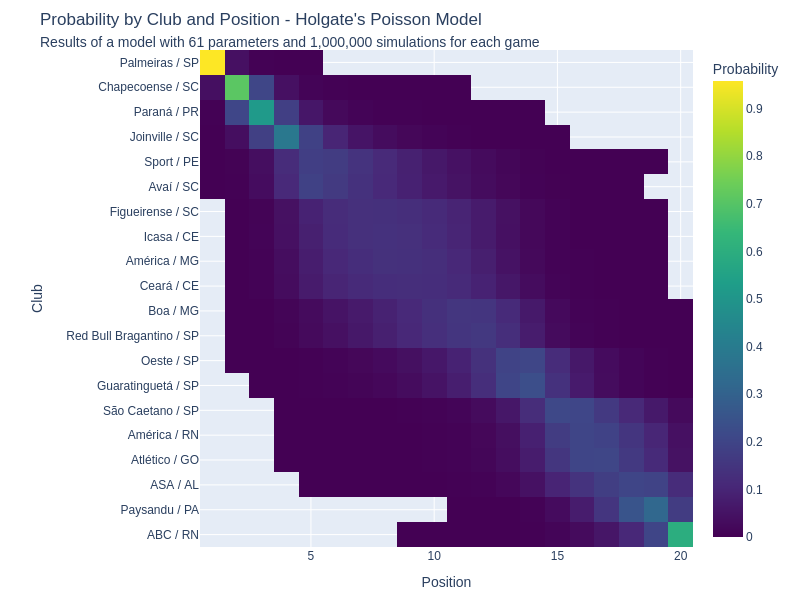 Probability by Club and Position - Holgate's Poisson Model
Results of a model with 61 parameters and 1,000,000 simulations for each game
Probability
Palmeiras / SP
Chapecoense / SC
Paraná / PR
Joinville / SC
Sport / PE
Avaí / SC
Figueirense / SC
Icasa / CE
América / MG
Ceará / CE
Boa / MG
Red Bull Bragantino / SP
Oeste / SP
Guaratinguetá / SP
São Caetano / SP
América / RN
Atlético / GO
ASA / AL
Paysandu / PA
ABC / RN
Club
5
10
15
20
Position
0.9
0.8
0.7
0.6
0.5
0.4
0.3
0.2
0.1
0